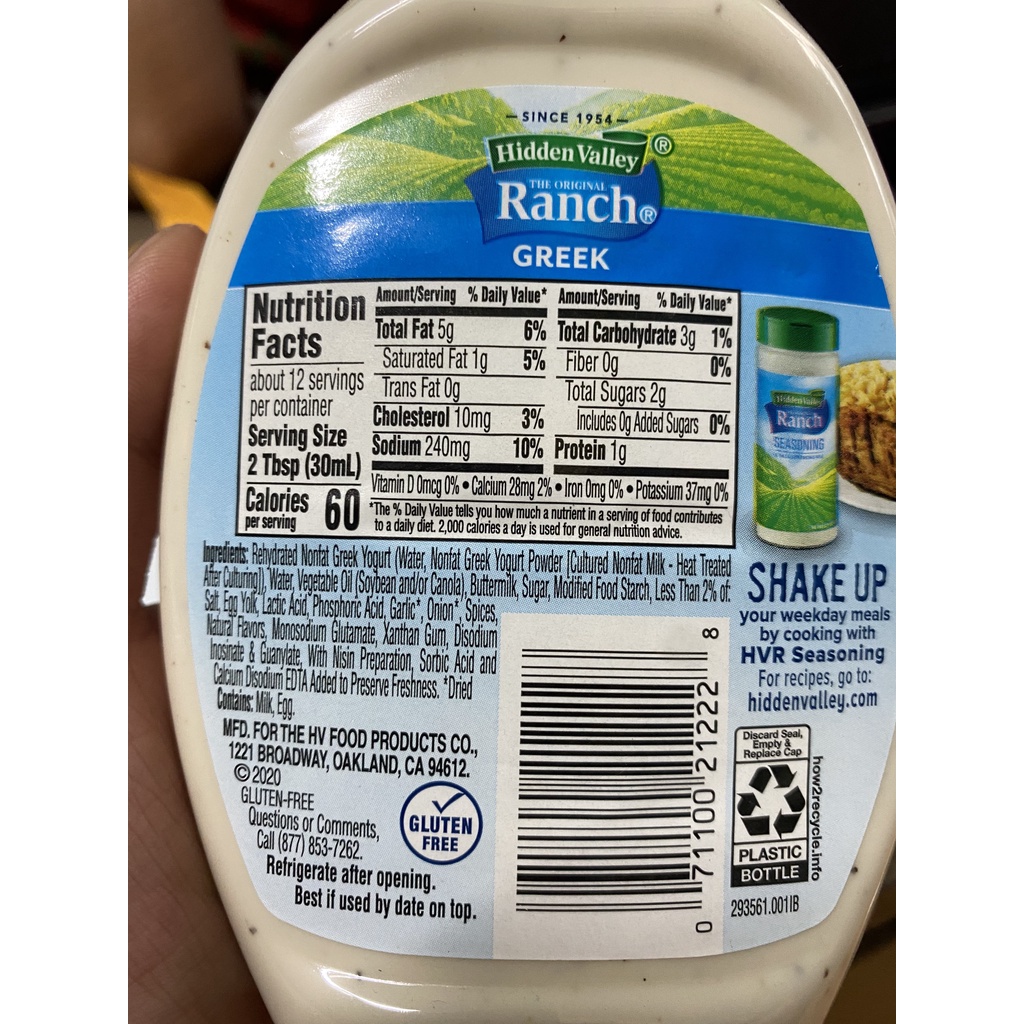 SINCE 1954
Hidden Valley®
THE ORIGINAL
Ranch®
GREEK
Nutrition
Facts
about 12 servings
per container
Serving Size
2 Tbsp (30mL)
Calories
per serving
60
Amount/Serving % Daily Value*
Total Fat 5g 6%
Saturated Fat 1g 5%
Trans Fat 0g
Cholesterol 10mg 3%
Sodium 240mg 10%
Amount/Serving % Daily Value*
Total Carbohydrate 3g 1%
Fiber 0g 0%
Total Sugars 2g
Includes 0g Added Sugars 0%
Protein 1g
Vitamin D 0mcg 0% • Calcium 28mg 2% • Iron 0mg 0% • Potassium 37mg 0%
*The % Daily Value tells you how much a nutrient in a serving of food contributes
to a daily diet. 2,000 calories a day is used for general nutrition advice.
Ingredients: Rehydrated Nonfat Greek Yogurt (Water, Nonfat Greek Yogurt Powder [Cultured Nonfat Milk - Heat Treated
After Culturing]), Water, Vegetable Oil (Soybean and/or Canola), Buttermilk, Sugar, Modified Food Starch, Less Than 2% of:
Salt, Egg Yolk, Lactic Acid, Phosphoric Acid, Garlic*, Onion*, Spices,
Natural Flavors, Monosodium Glutamate, Xanthan Gum, Disodium
Inosinate & Guanylate, With Nisin Preparation, Sorbic Acid and
Calcium Disodium EDTA Added to Preserve Freshness. *Dried
Contains: Milk, Egg.
MFD. FOR THE HV FOOD PRODUCTS CO.,
1221 BROADWAY, OAKLAND, CA 94612.
©2020
GLUTEN-FREE
Questions or Comments,
Call (877) 853-7262.
Refrigerate after opening.
Best if used by date on top.
GLUTEN
FREE
0 71100 21222 8
Hidden Valley
Ranch
SEASONING
SHAKE UP
your weekday meals
by cooking with
HVR Seasoning
For recipes, go to:
hiddenvalley.com
Discard Seal,
Empty &
Replace Cap
PLASTIC
BOTTLE
how2recycle.info
293561.001IB